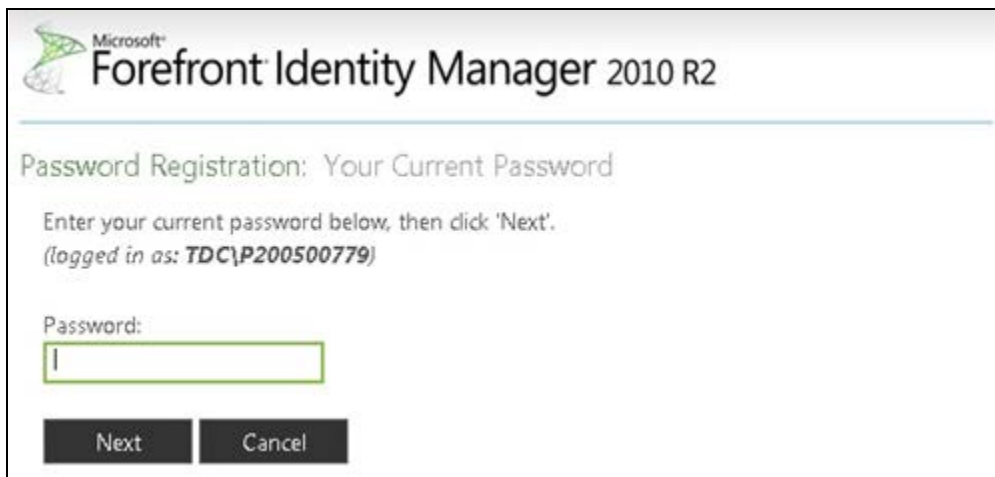 Microsoft
Forefront Identity Manager 2010 R2
Password Registration: Your Current Password
Enter your current password below, then click 'Next'.
(logged in as: TDC\P200500779)
Password:
Next Cancel